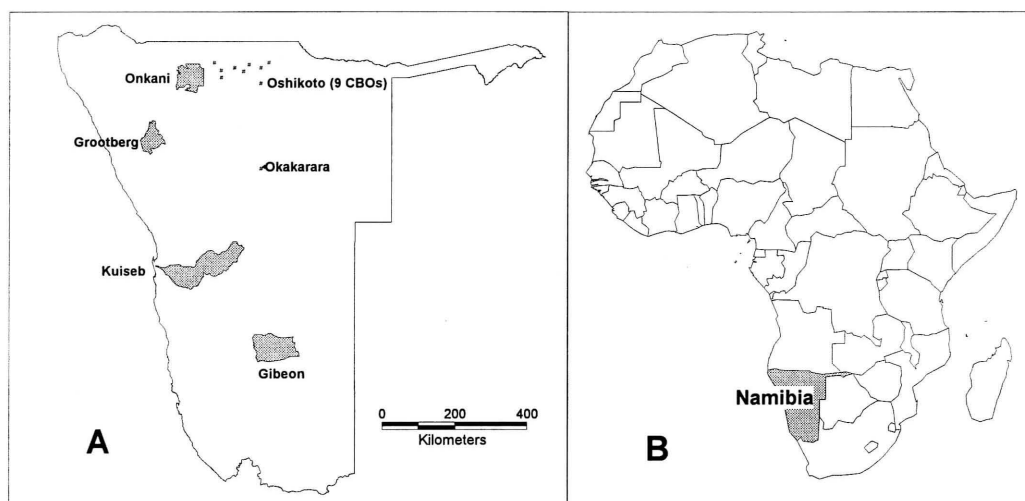 Onkani
Oshikoto (9 CBOs)
Grootberg
Okakarara
Kuiseb
Gibeon
0 200 400
Kilometers
A
Namibia
B